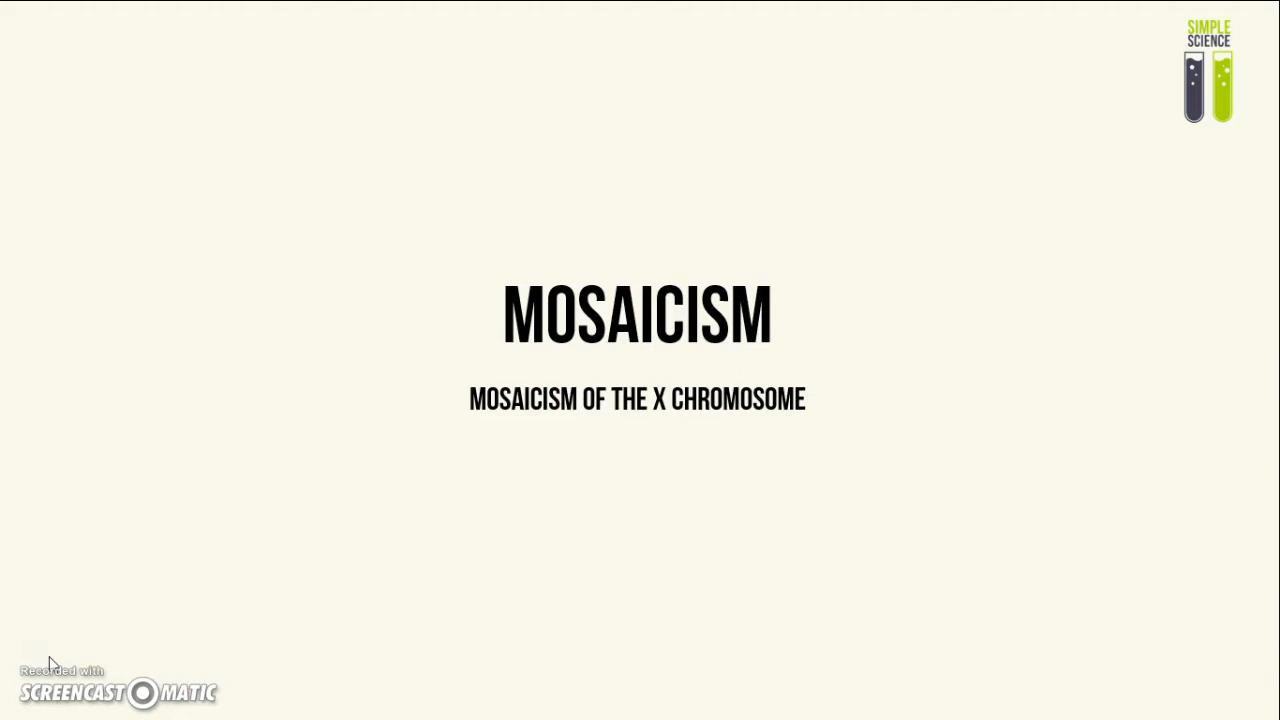 SIMPLE
SCIENCE
MOSAICISM
MOSAICISM OF THE X CHROMOSOME
Recorded with
SCREENCAST MATIC